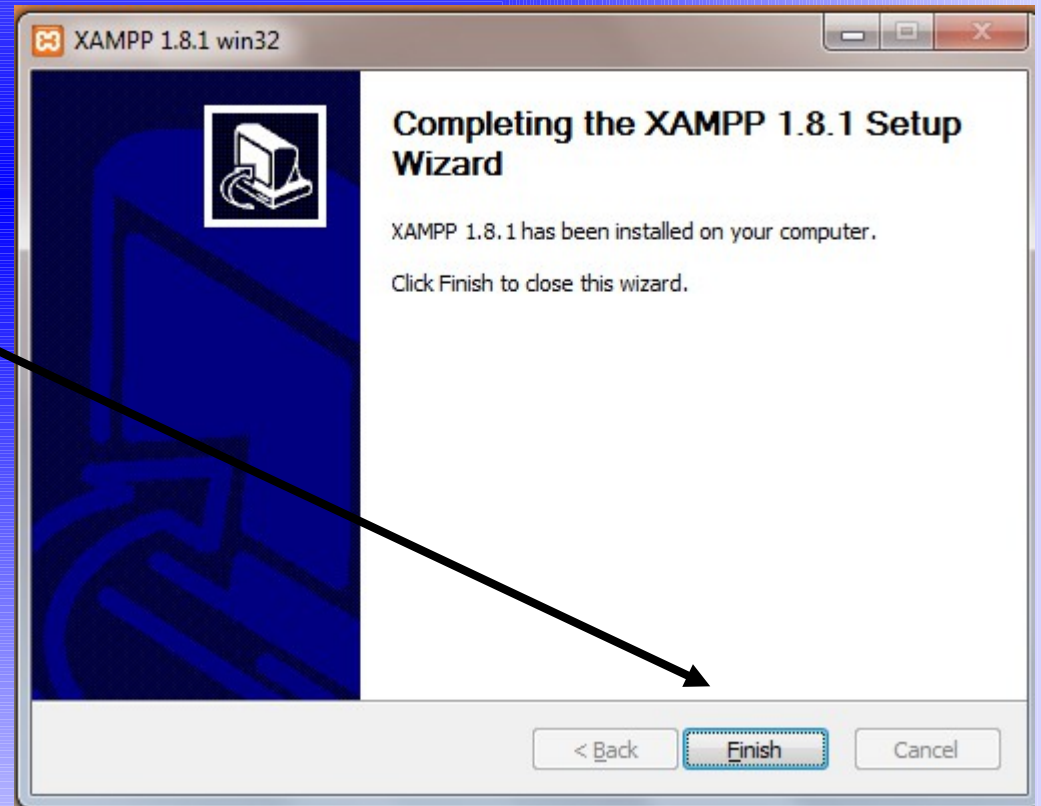 XAMPP 1.8.1 win32
Completing the XAMPP 1.8.1 Setup
Wizard
XAMPP 1.8.1 has been installed on your computer.
Click Finish to close this wizard.
< Back Finish Cancel